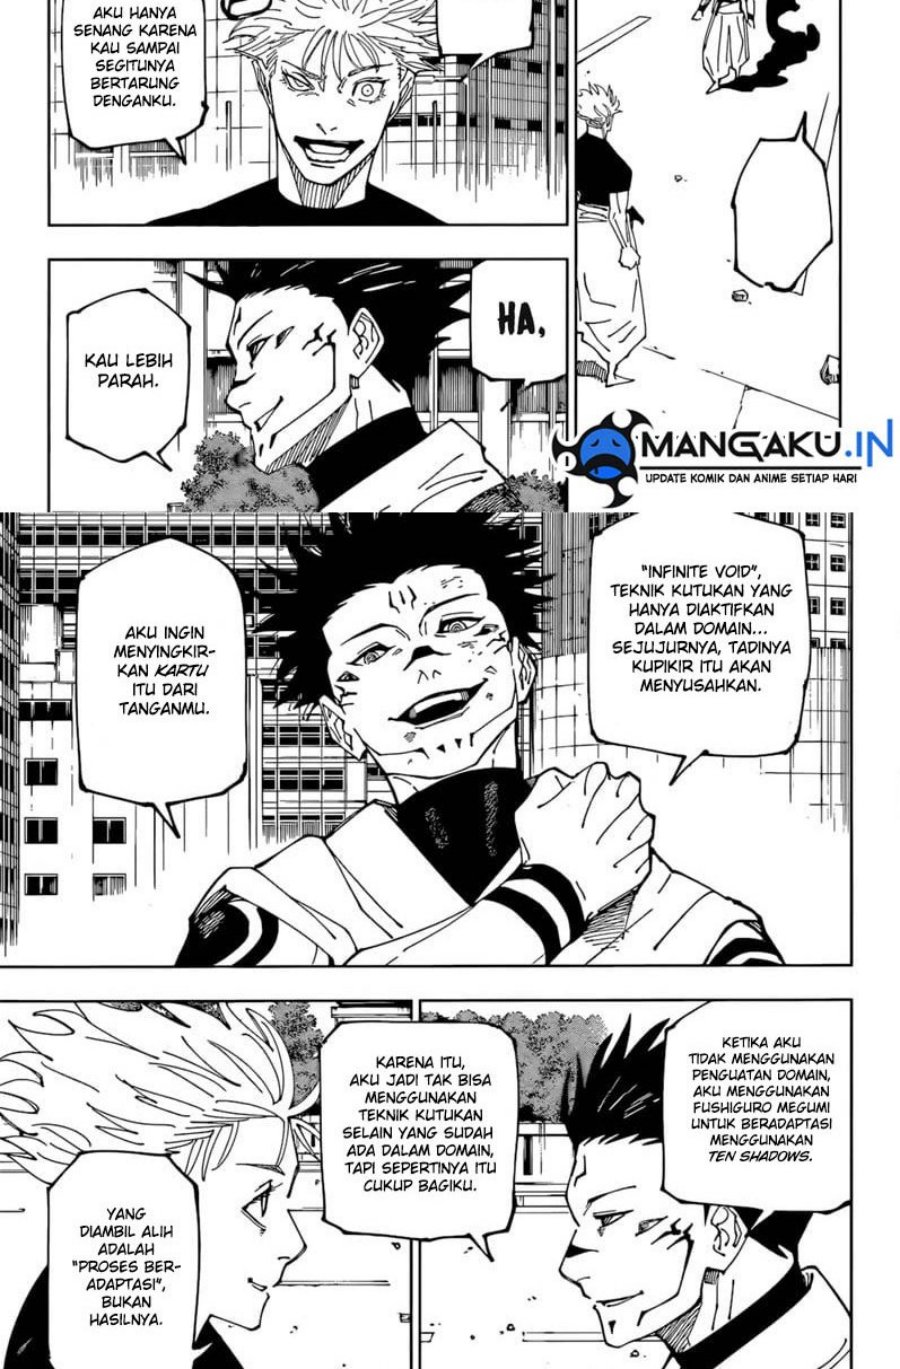 AKU HANYA
SENANG KARENA
KAU SAMPAI
SEGITUNYA
BERTARUNG
DENGANKU.
HA,
KAU LEBIH
PARAH.
MANGAKU.IN
UPDATE KOMIK DAN ANIME SETIAP HARI
"INFINITE VOID",
TEKNIK KUTUKAN YANG
HANYA DIAKTIFKAN
DALAM DOMAIN...
SEJUJURNYA, TADINYA
KUPIKIR ITU AKAN
MENYUSAHKAN.
AKU INGIN
MENYINGKIR-
KAN KARTU
ITU DARI
TANGANMU.
KETIKA AKU
TIDAK MENGGUNAKAN
PENGUATAN DOMAIN,
AKU MENGGUNAKAN
FUSHIGURO MEGUMI
UNTUK BERADAPTASI
MENGGUNAKAN
TEN SHADOWS.
KARENA ITU,
AKU JADI TAK BISA
MENGGUNAKAN
TEKNIK KUTUKAN
SELAIN YANG SUDAH
ADA DALAM DOMAIN,
TAPI SEPERTINYA ITU
CUKUP BAGIKU.
YANG
DIAMBIL ALIH
ADALAH
"PROSES BER-
ADAPTASI",
BUKAN
HASILNYA.